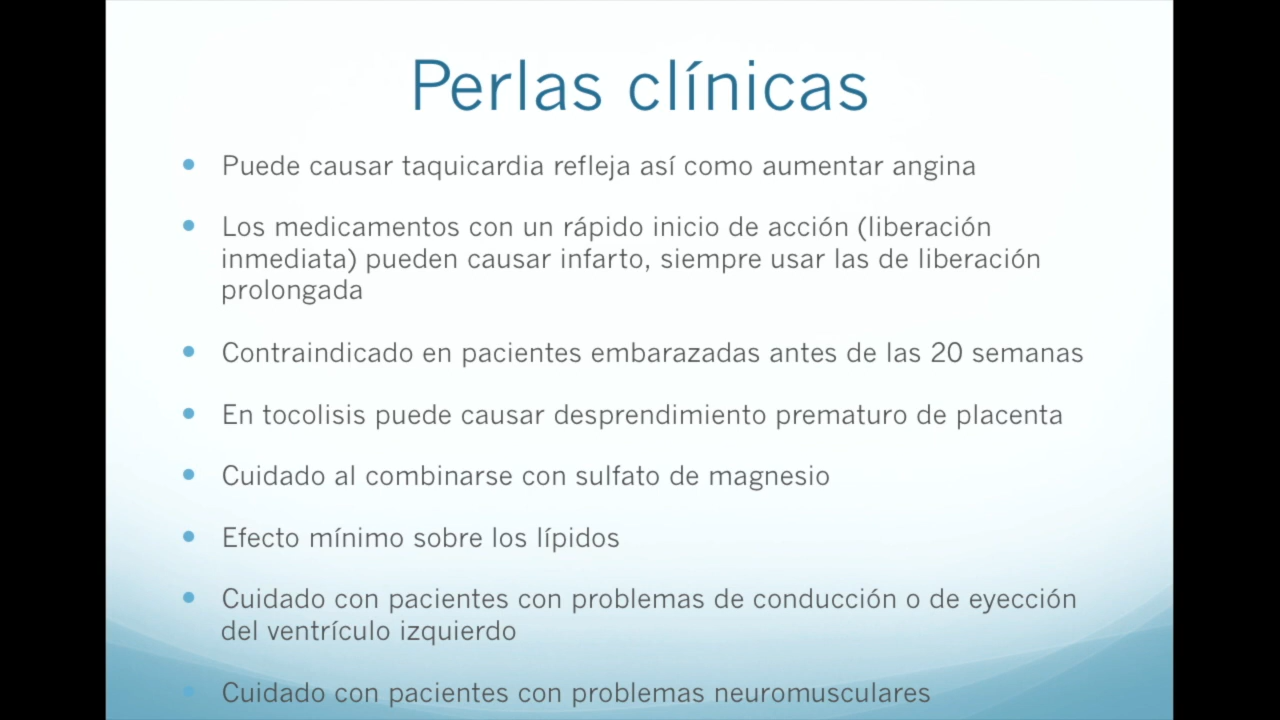 Perlas clínicas
• Puede causar taquicardia refleja así como aumentar angina
• Los medicamentos con un rápido inicio de acción (liberación
inmediata) pueden causar infarto, siempre usar las de liberación
prolongada
• Contraindicado en pacientes embarazadas antes de las 20 semanas
• En tocolisis puede causar desprendimiento prematuro de placenta
• Cuidado al combinarse con sulfato de magnesio
• Efecto mínimo sobre los lípidos
• Cuidado con pacientes con problemas de conducción o de eyección
del ventrículo izquierdo
• Cuidado con pacientes con problemas neuromusculares